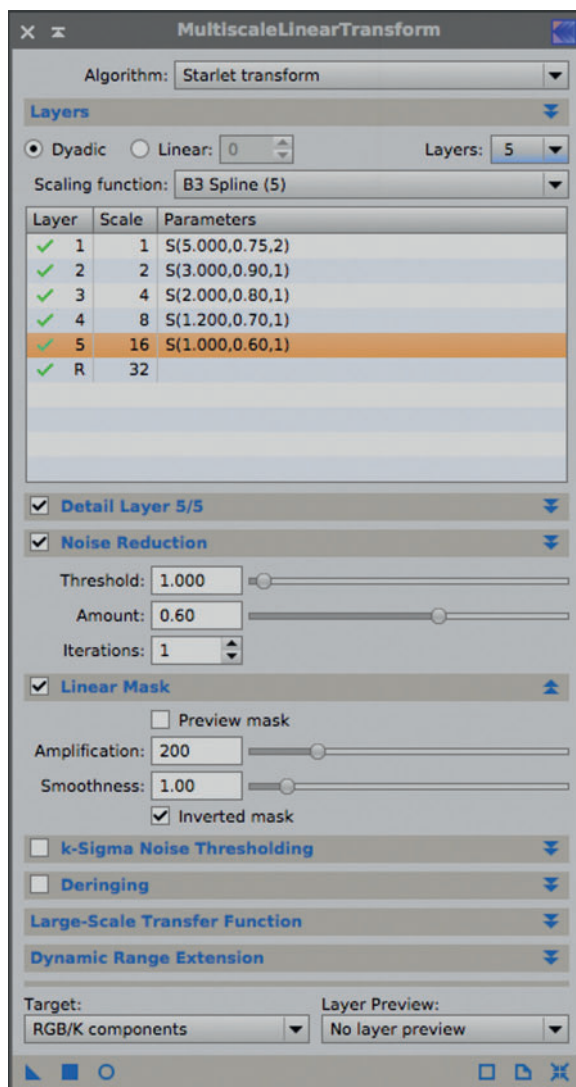 MultiscaleLinearTransform
Algorithm: Starlet transform
Layers
Dyadic Linear: 0 Layers: 5
Scaling function: B3 Spline (5)
Layer Scale Parameters
1 1 S(5.000,0.75,2)
2 2 S(3.000,0.90,1)
3 4 S(2.000,0.80,1)
4 8 S(1.200,0.70,1)
5 16 S(1.000,0.60,1)
R 32
Detail Layer 5/5
Noise Reduction
Threshold: 1.000
Amount: 0.60
Iterations: 1
Linear Mask
Preview mask
Amplification: 200
Smoothness: 1.00
Inverted mask
k-Sigma Noise Thresholding
Deringing
Large-Scale Transfer Function
Dynamic Range Extension
Target: Layer Preview:
RGB/K components No layer preview